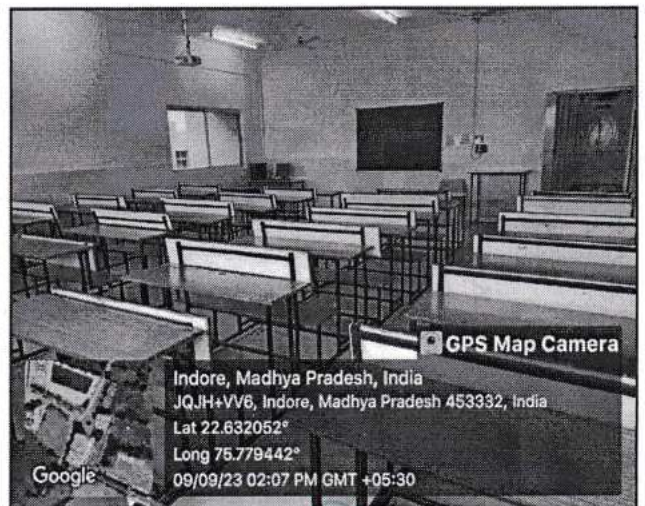 GPS Map Camera
Indore, Madhya Pradesh, India
JQJH+VV6, Indore, Madhya Pradesh 453332, India
Lat 22.632052°
Long 75.779442°
09/09/23 02:07 PM GMT +05:30
Google